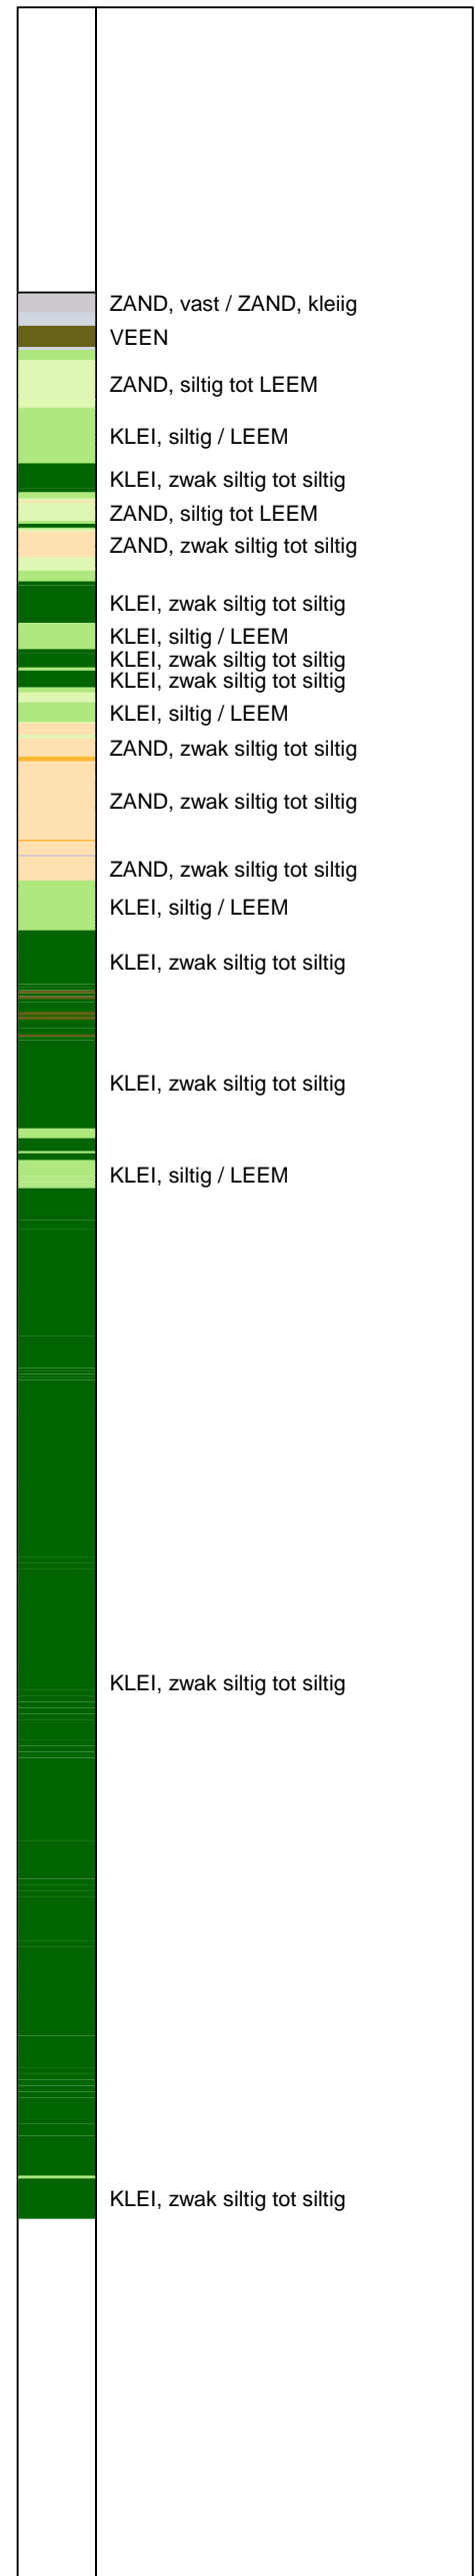 ZAND, vast / ZAND, kleiig
VEEN
ZAND, siltig tot LEEM
KLEI, siltig / LEEM
KLEI, zwak siltig tot siltig
ZAND, siltig tot LEEM
ZAND, zwak siltig tot siltig
KLEI, zwak siltig tot siltig
KLEI, siltig / LEEM
KLEI, zwak siltig tot siltig
KLEI, zwak siltig tot siltig
KLEI, siltig / LEEM
ZAND, zwak siltig tot siltig
ZAND, zwak siltig tot siltig
ZAND, zwak siltig tot siltig
KLEI, siltig / LEEM
KLEI, zwak siltig tot siltig
KLEI, zwak siltig tot siltig
KLEI, siltig / LEEM
KLEI, zwak siltig tot siltig
KLEI, zwak siltig tot siltig